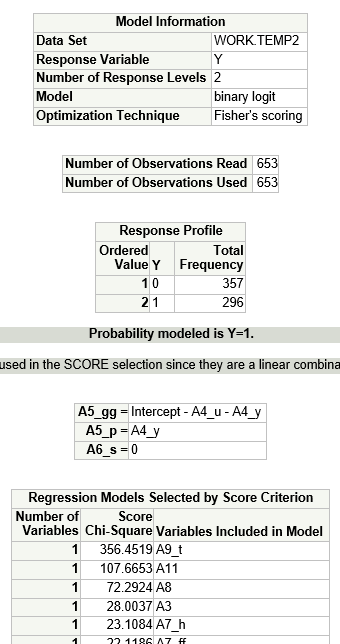 Model Information
Data Set WORK.TEMP2
Response Variable Y
Number of Response Levels 2
Model binary logit
Optimization Technique Fisher's scoring
Number of Observations Read 653
Number of Observations Used 653
Response Profile
Ordered Total
Value Y Frequency
1 0 357
2 1 296
Probability modeled is Y=1.
used in the SCORE selection since they are a linear combina
A5_gg = Intercept - A4_u - A4_y
A5_p = A4_y
A6_s = 0
Regression Models Selected by Score Criterion
Number of Score
Variables Chi-Square Variables Included in Model
1 356.4519 A9_t
1 107.6653 A11
1 72.2924 A8
1 28.0037 A3
1 23.1084 A7_h
1 22.1186 A7_ff